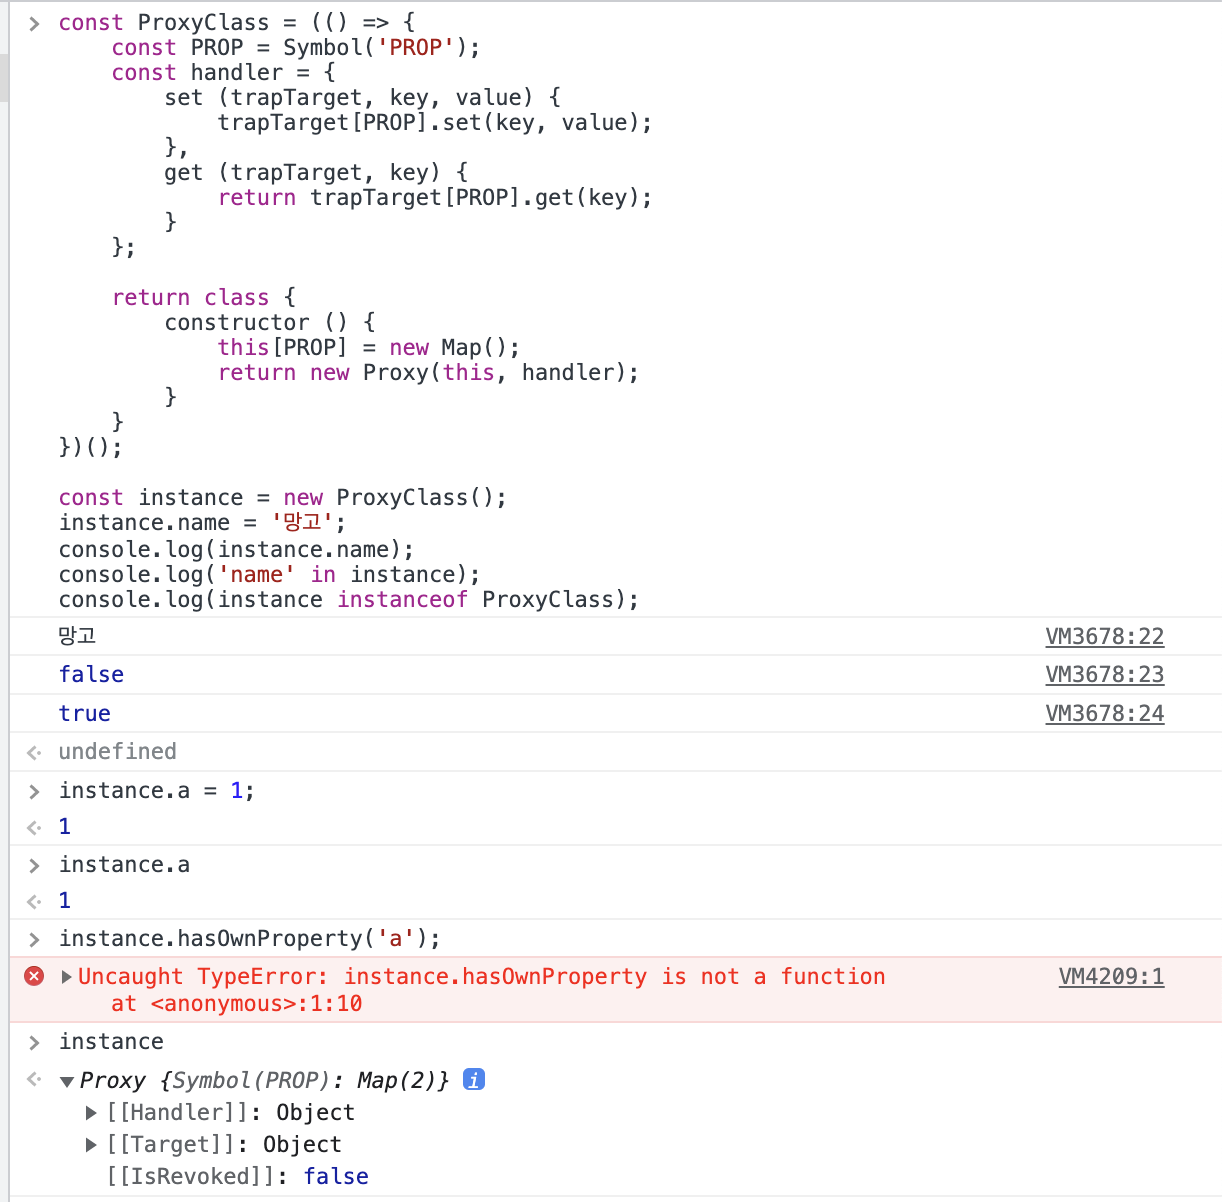 const ProxyClass = (() => {
    const PROP = Symbol('PROP');
    const handler = {
        set (trapTarget, key, value) {
            trapTarget[PROP].set(key, value);
        },
        get (trapTarget, key) {
            return trapTarget[PROP].get(key);
        }
    };

    return class {
        constructor () {
            this[PROP] = new Map();
            return new Proxy(this, handler);
        }
    }
})();

const instance = new ProxyClass();
instance.name = '망고';
console.log(instance.name);
console.log('name' in instance);
console.log(instance instanceof ProxyClass);
망고 VM3678:22
false VM3678:23
true VM3678:24
undefined
instance.a = 1;
1
instance.a
1
instance.hasOwnProperty('a');
Uncaught TypeError: instance.hasOwnProperty is not a function VM4209:1
    at <anonymous>:1:10
instance
Proxy {Symbol(PROP): Map(2)} i
[[Handler]]: Object
[[Target]]: Object
[[IsRevoked]]: false